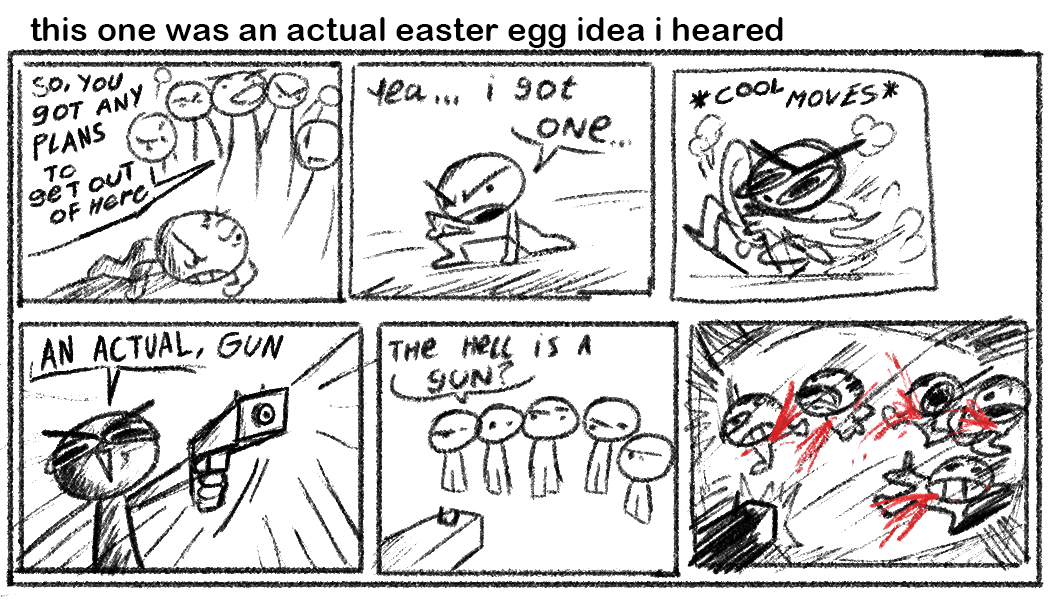 this one was an actual easter egg idea i heared
SO, YOU
GOT ANY
PLANS
TO
geT OUT
OF Here
Yea... i got
ONE...
*COOL MOVES*
AN ACTUAL, GUN
THe Hell iS A
GUN?